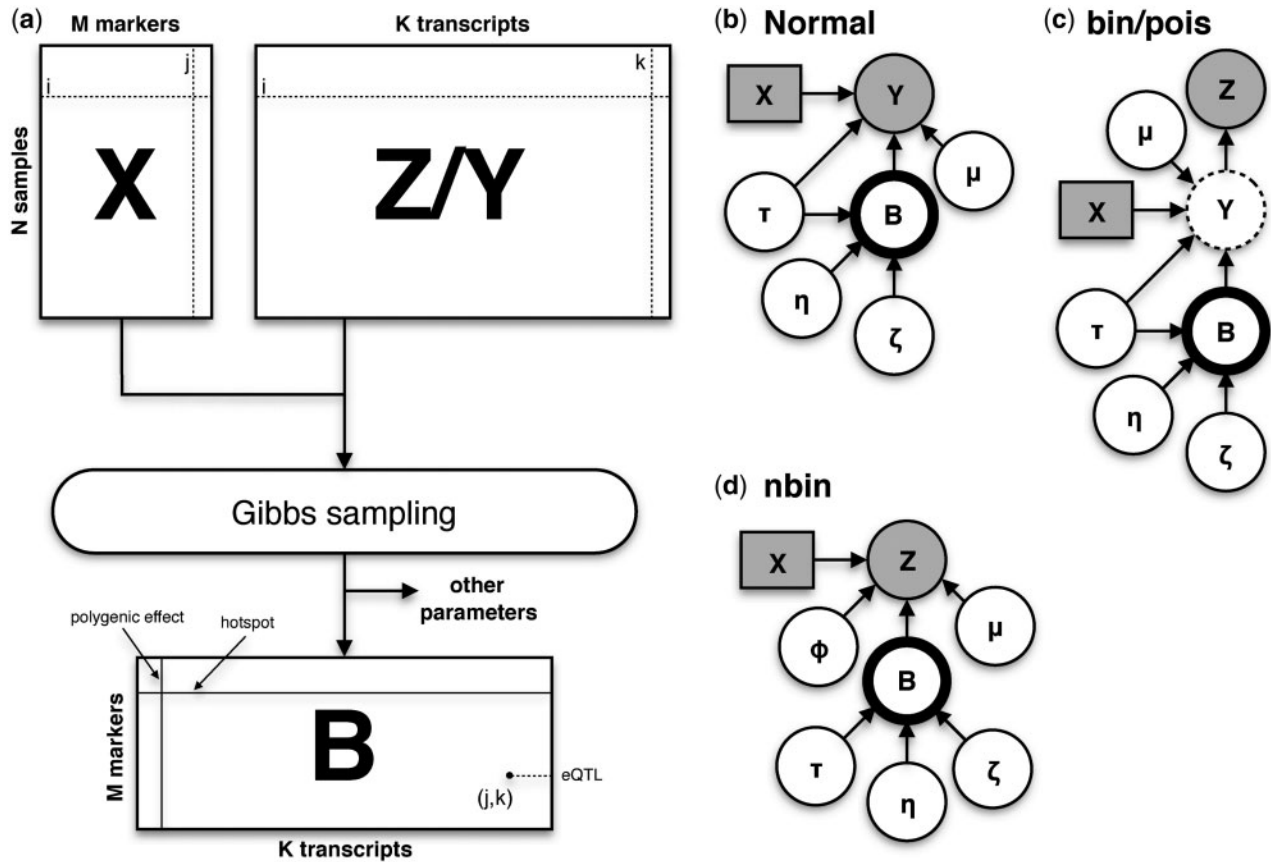 (a)
M markers
K transcripts
j
k
i
i
N samples
X
Z/Y
Gibbs sampling
other
parameters
polygenic effect
hotspot
M markers
B
eQTL
(j,k)
K transcripts
(b) Normal
X
Y
τ
B
μ
η
ζ
(c) bin/pois
Z
μ
X
Y
τ
B
η
ζ
(d) nbin
X
Z
ϕ
B
μ
τ
η
ζ